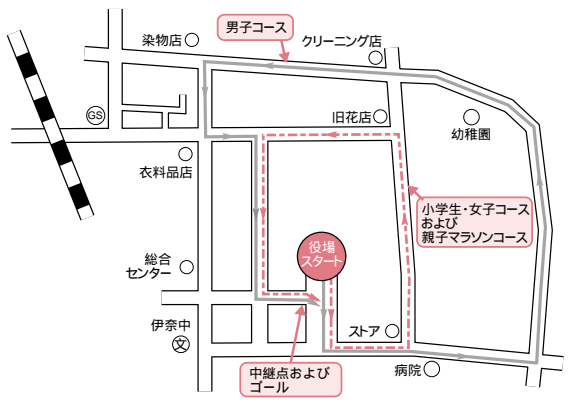 男子コース
染物店
クリーニング店
GS
旧花店
幼稚園
衣料品店
小学生・女子コース
および
親子マラソンコース
役場
スタート
総合
センター
伊奈中
文
ストア
中継点および
ゴール
病院